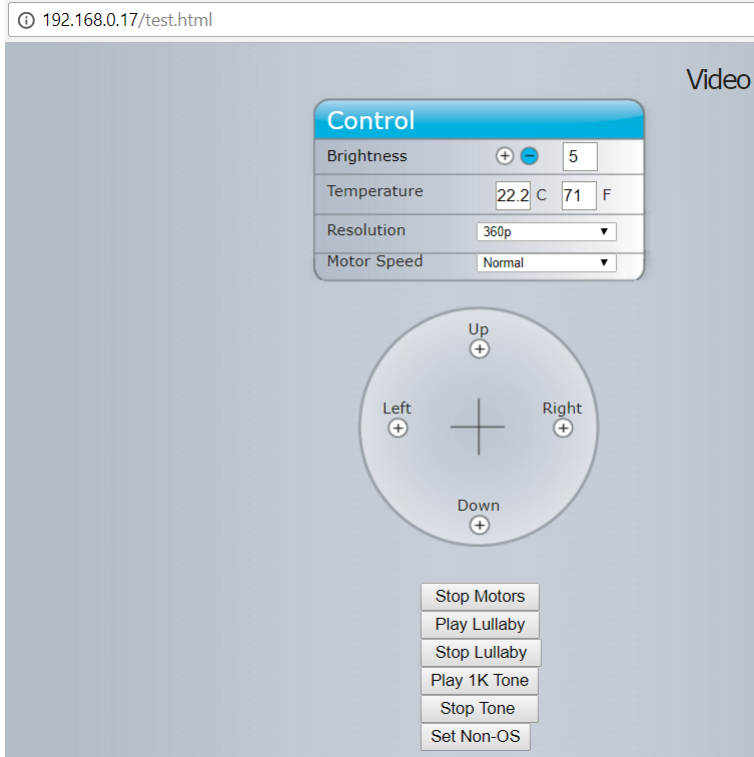 192.168.0.17/test.html
Video
Control
Brightness 5
Temperature 22.2 C 71 F
Resolution 360p
Motor Speed Normal
Up
Left Right
Down
Stop Motors
Play Lullaby
Stop Lullaby
Play 1K Tone
Stop Tone
Set Non-OS